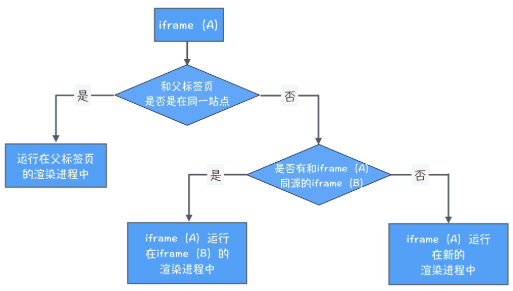 iframe（A）
和父标签页
是否是在同一站点
是
否
运行在父标签页
的渲染进程中
是否有和iframe（A）
同源的iframe（B）
是
否
iframe（A）运行
在iframe（B）的
渲染进程中
iframe（A）运行
在新的
渲染进程中